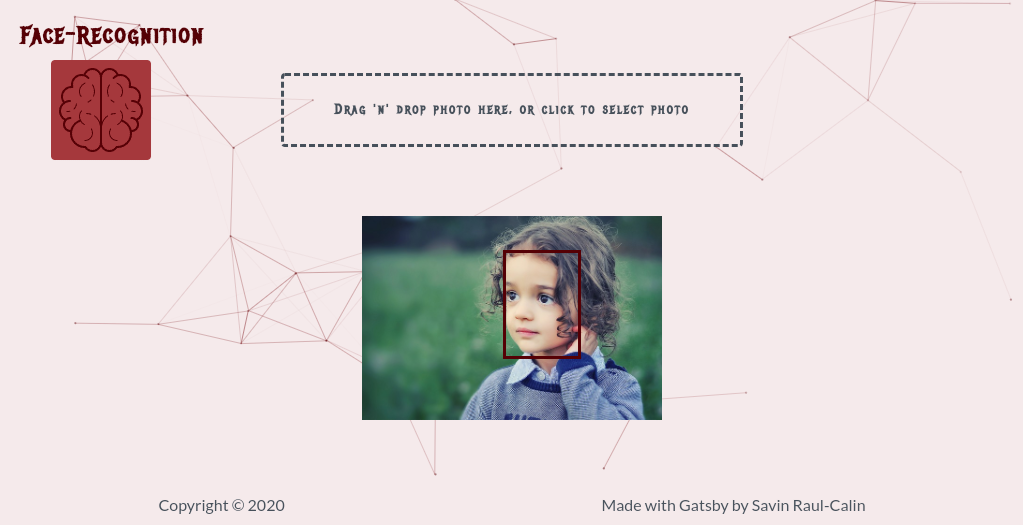 Face-Recognition
Drag 'n' drop photo here, or click to select photo
Copyright © 2020
Made with Gatsby by Savin Raul-Calin